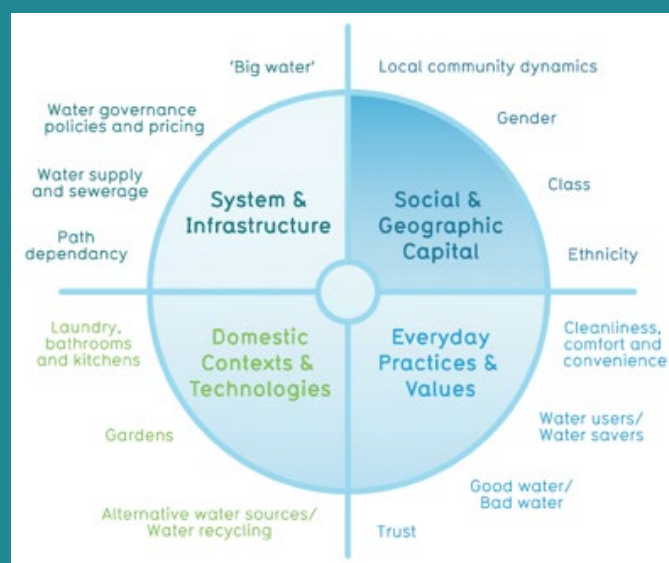 'Big water'
Water governance
policies and pricing
Water supply
and sewerage
Path
dependancy
System &
Infrastructure
Local community dynamics
Gender
Class
Ethnicity
Social &
Geographic
Capital
Laundry,
bathrooms
and kitchens
Gardens
Alternative water sources/
Water recycling
Domestic
Contexts &
Technologies
Everyday
Practices &
Values
Cleanliness,
comfort and
convenience
Water users/
Water savers
Good water/
Bad water
Trust